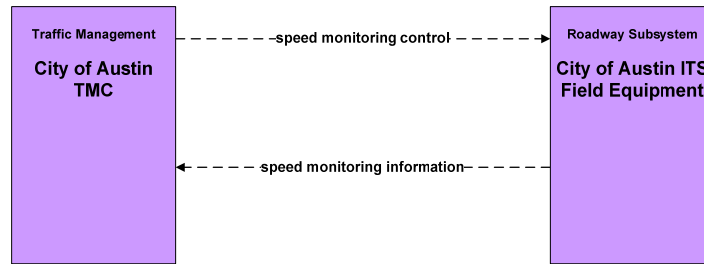 Traffic Management
City of Austin
TMC
speed monitoring control
Roadway Subsystem
City of Austin ITS
Field Equipment
speed monitoring information